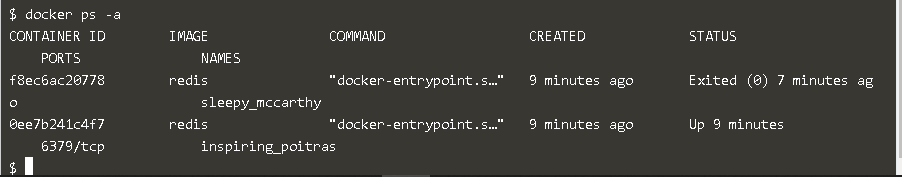 $ docker ps -a
CONTAINER ID        IMAGE               COMMAND                  CREATED             STATUS
    PORTS               NAMES
f8ec6ac20778        redis               "docker-entrypoint.s…"   9 minutes ago       Exited (0) 7 minutes ag
o                       sleepy_mccarthy
0ee7b241c4f7        redis               "docker-entrypoint.s…"   9 minutes ago       Up 9 minutes
    6379/tcp            inspiring_poitras
$